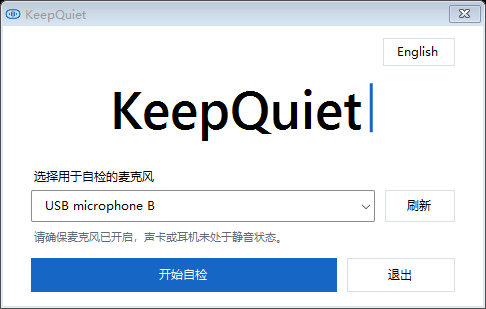 KeepQuiet
English
KeepQuiet
选择用于自检的麦克风
USB microphone B
刷新
请确保麦克风已开启，声卡或耳机未处于静音状态。
开始自检
退出